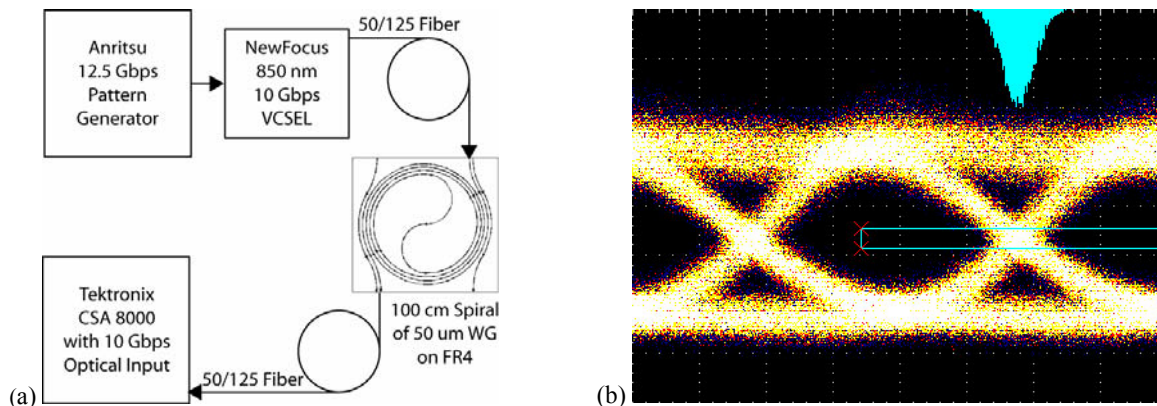 Anritsu
12.5 Gbps
Pattern
Generator
NewFocus
850 nm
10 Gbps
VCSEL
50/125 Fiber
100 cm Spiral
of 50 um WG
on FR4
Tektronix
CSA 8000
with 10 Gbps
Optical Input
50/125 Fiber
(a)
(b)